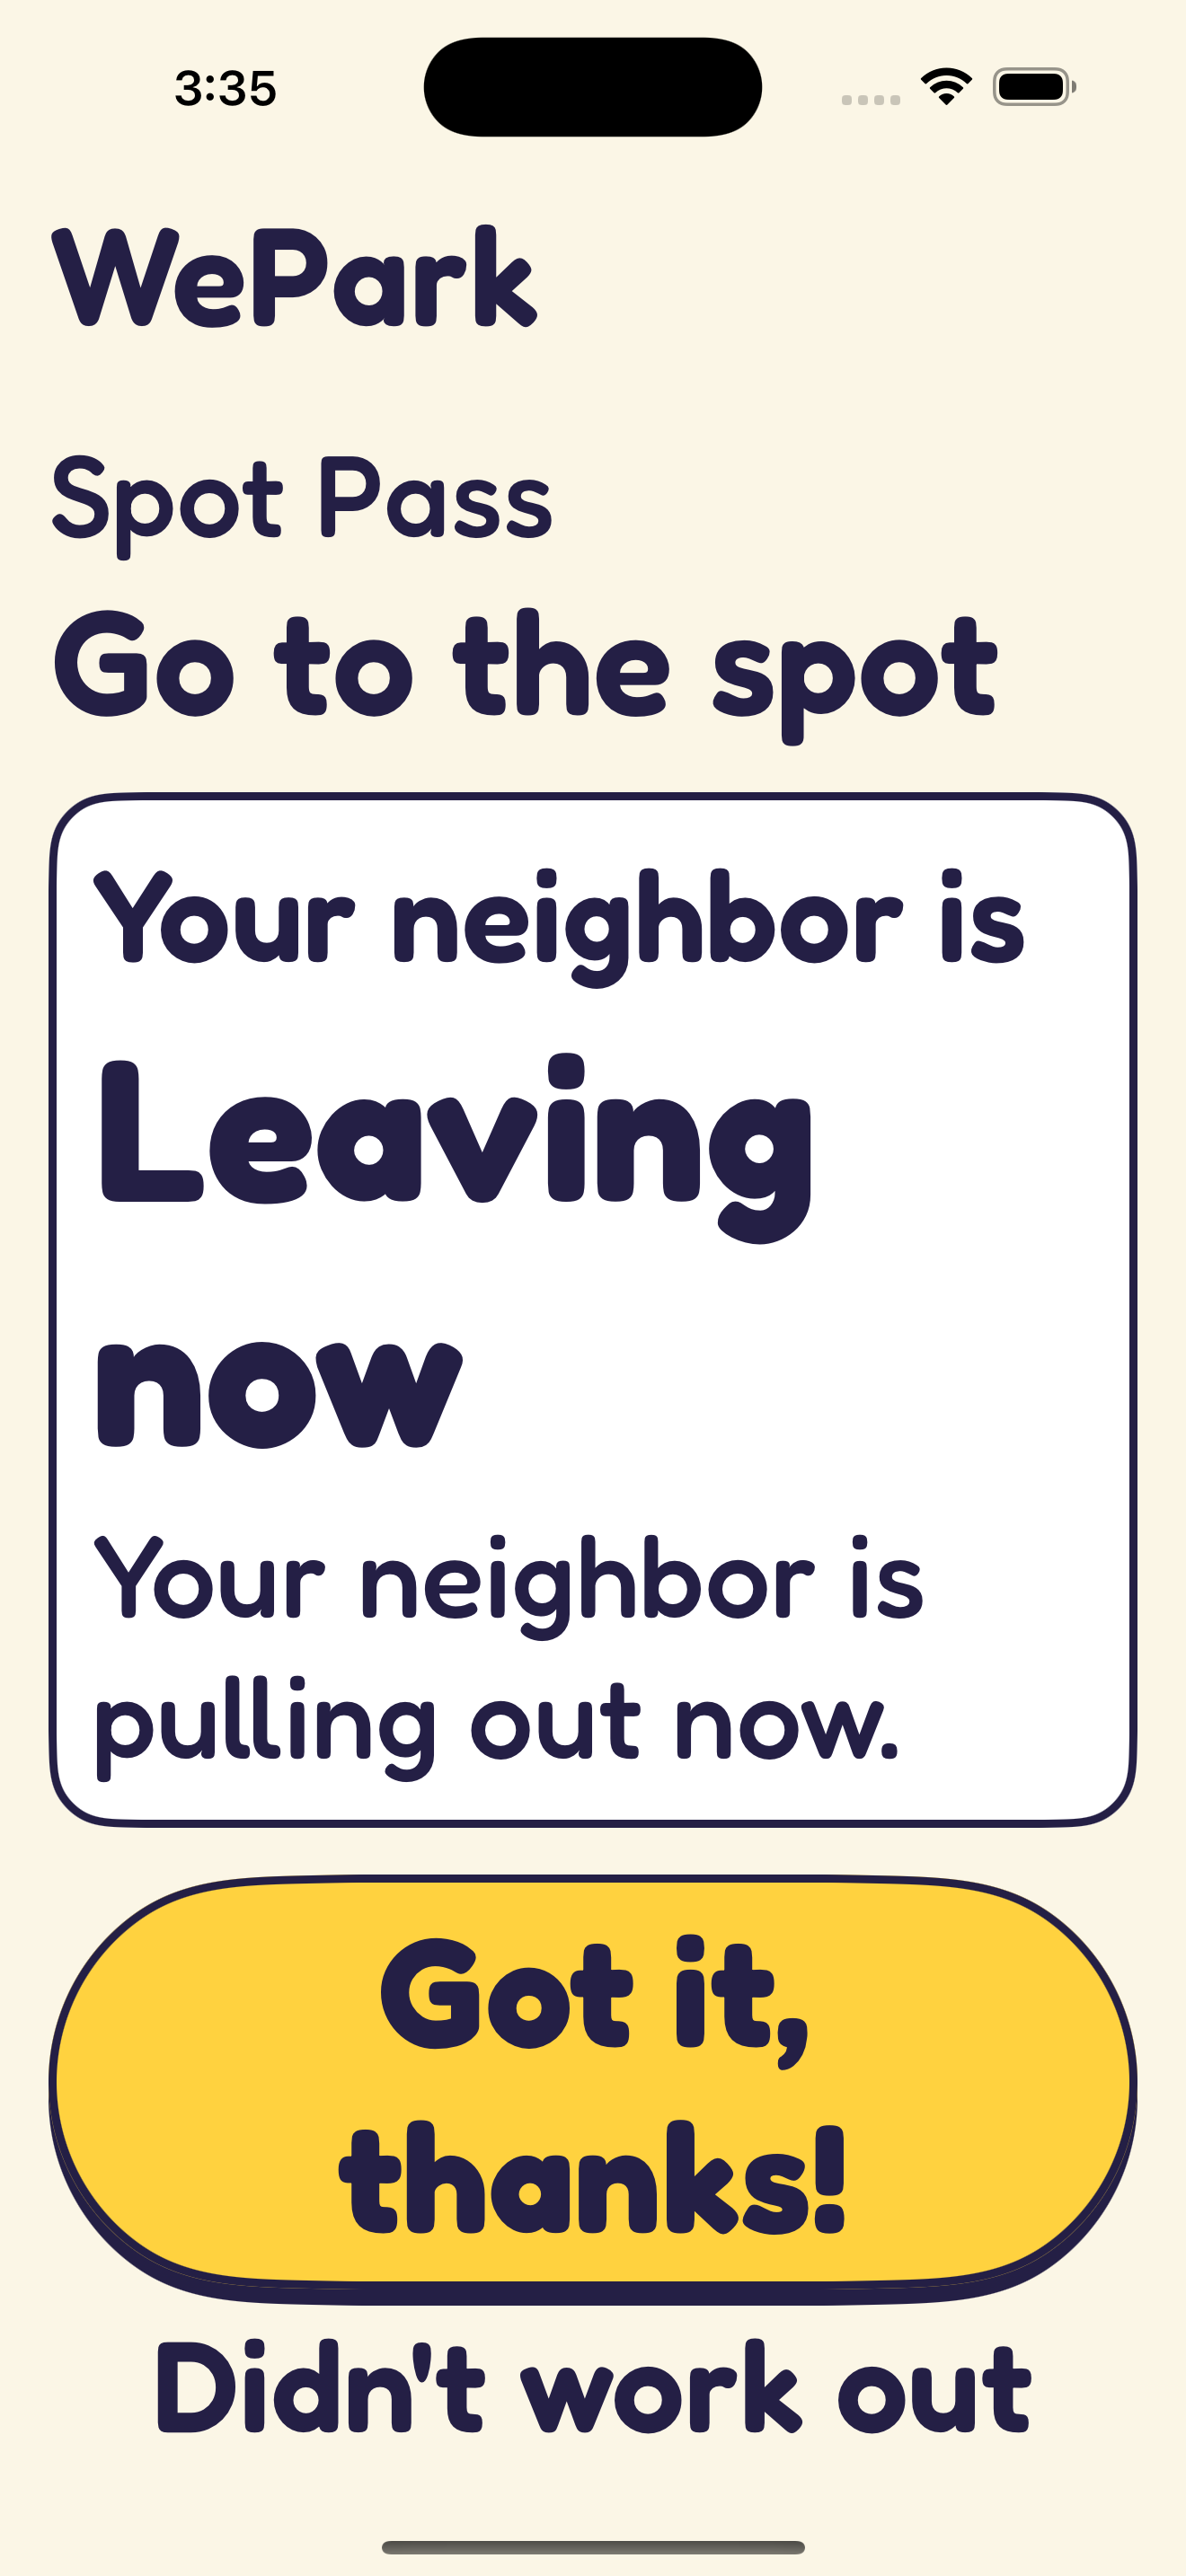 3:35
WePark
Spot Pass
Go to the spot
Your neighbor is
Leaving
now
Your neighbor is
pulling out now.
Got it,
thanks!
Didn't work out